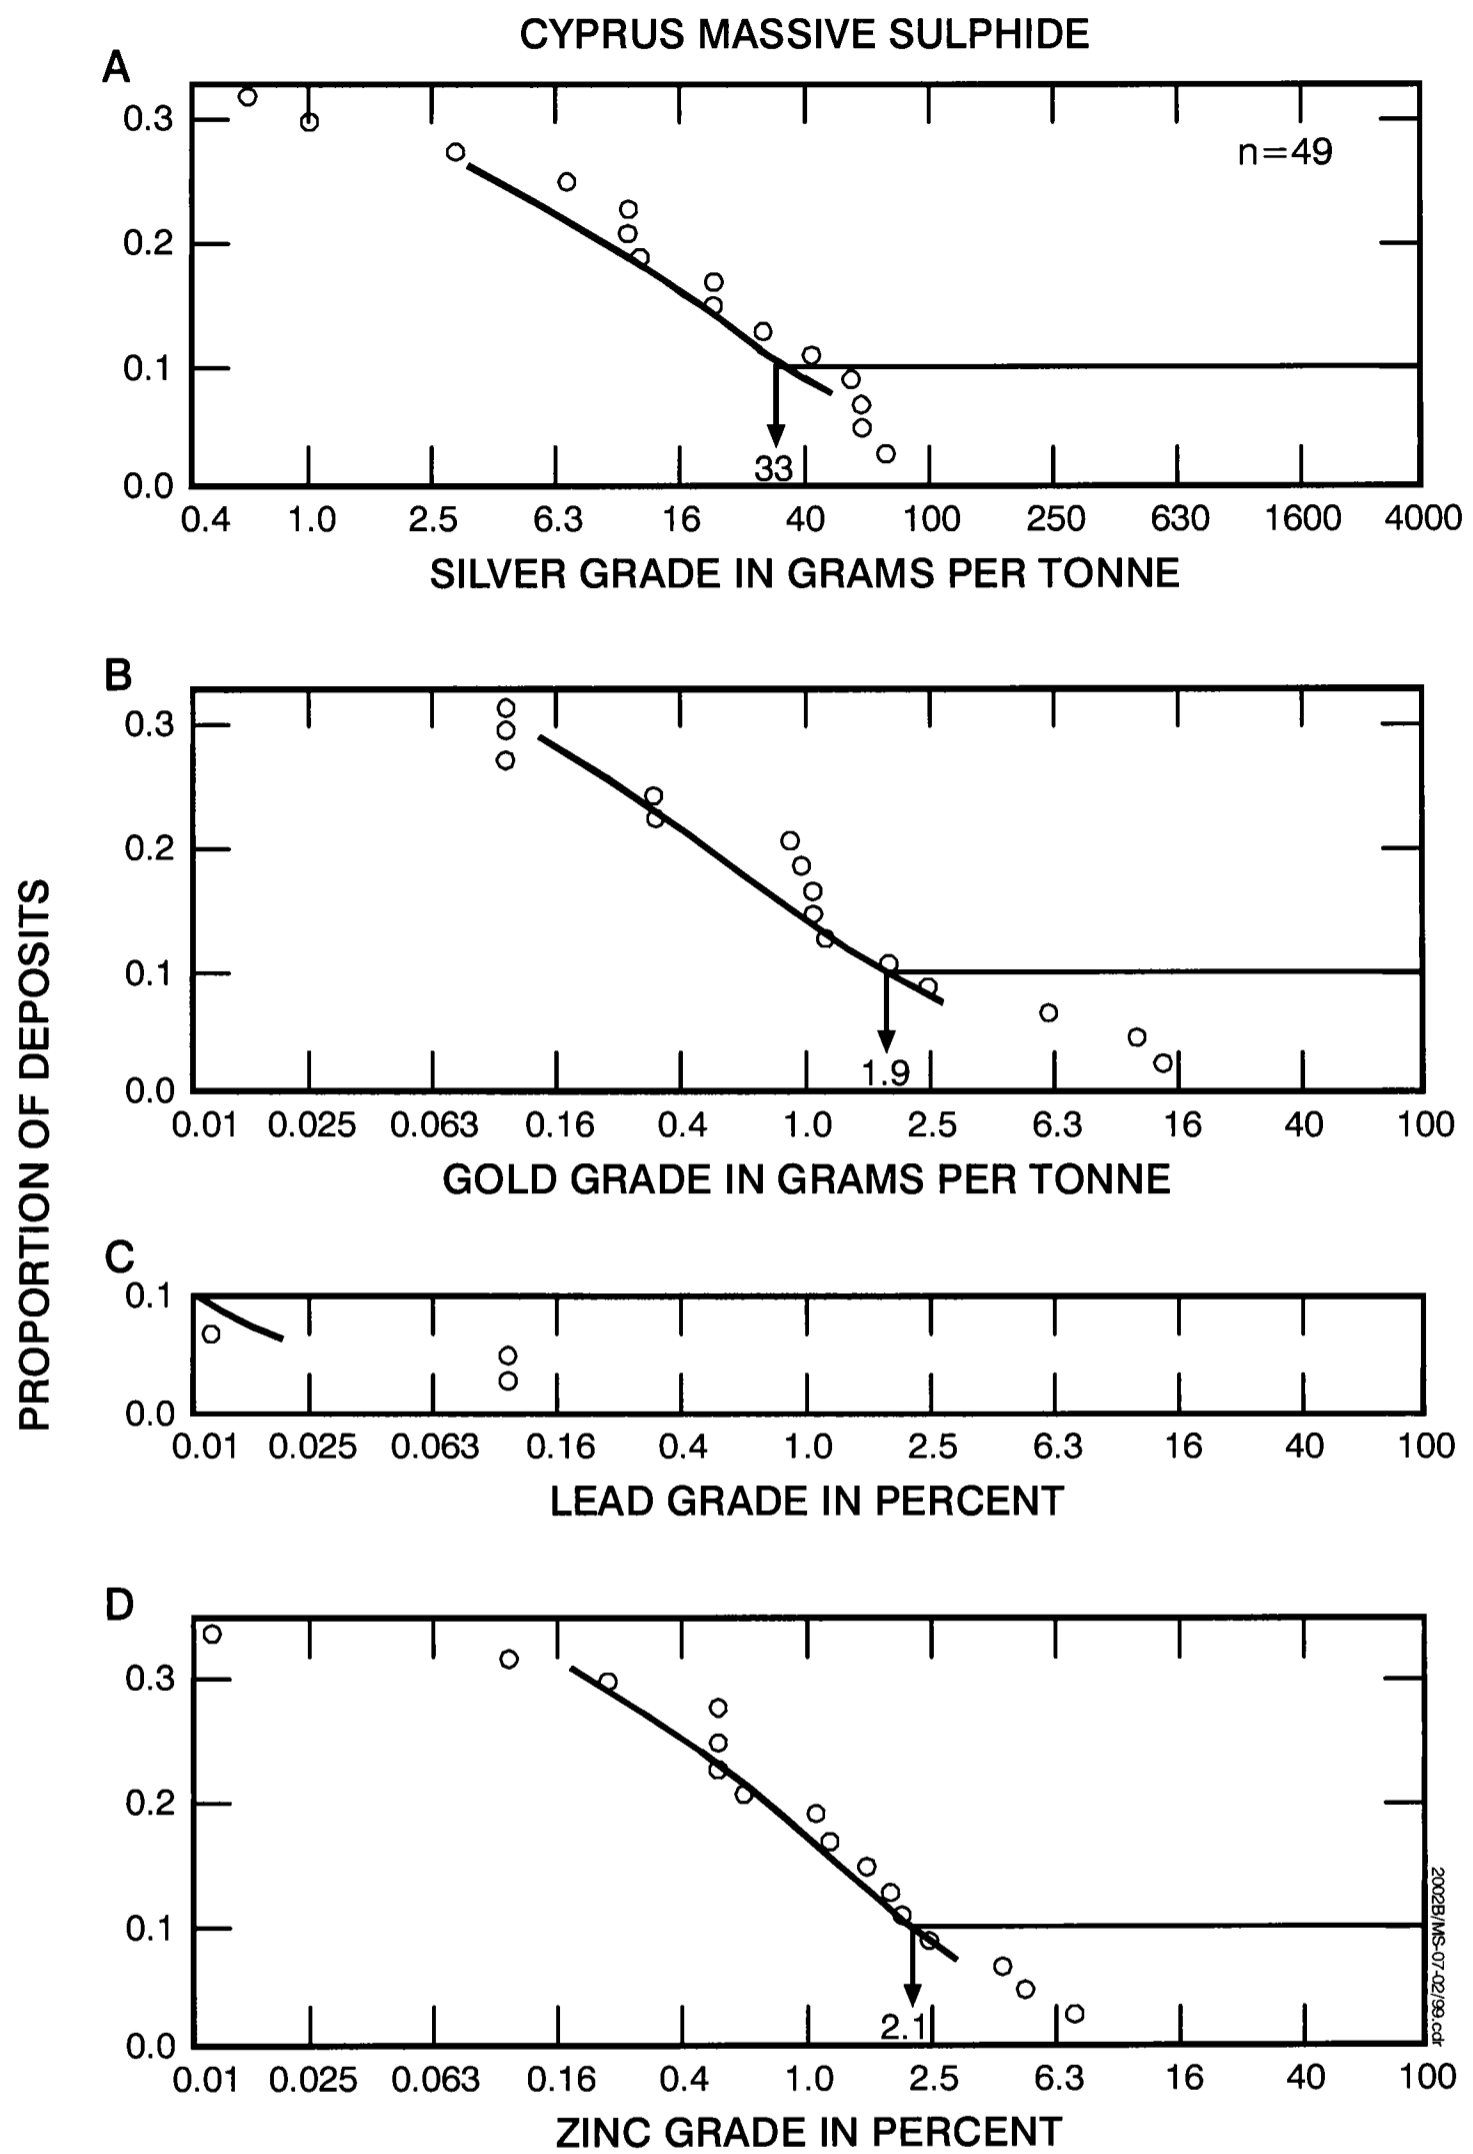 CYPRUS MASSIVE SULPHIDE
A
0.3
n=49
0.2
0.1
33
0.0
0.4 1.0 2.5 6.3 16 40 100 250 630 1600 4000
SILVER GRADE IN GRAMS PER TONNE
PROPORTION OF DEPOSITS
B
0.3
0.2
0.1
1.9
0.0
0.01 0.025 0.063 0.16 0.4 1.0 2.5 6.3 16 40 100
GOLD GRADE IN GRAMS PER TONNE
C
0.1
0.0
0.01 0.025 0.063 0.16 0.4 1.0 2.5 6.3 16 40 100
LEAD GRADE IN PERCENT
D
0.3
0.2
0.1
2.1
0.0
0.01 0.025 0.063 0.16 0.4 1.0 2.5 6.3 16 40 100
ZINC GRADE IN PERCENT
2002B/MS-07-02/99.cdr